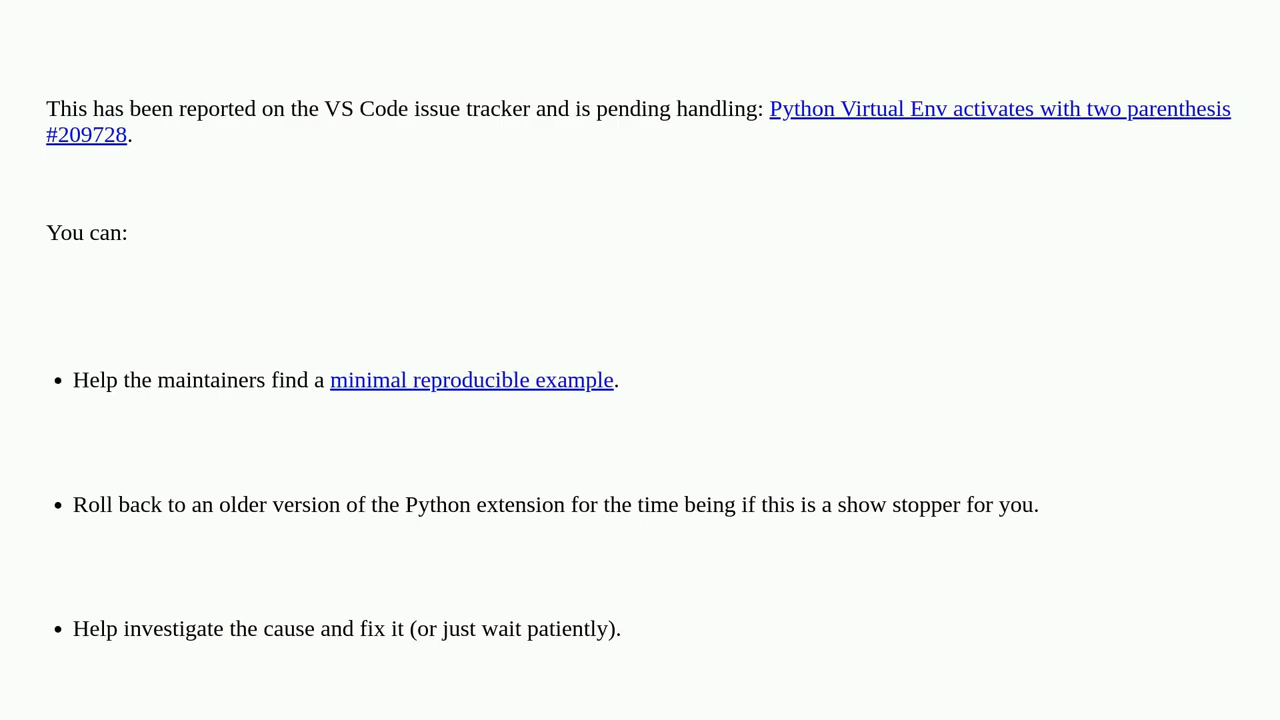 This has been reported on the VS Code issue tracker and is pending handling: Python Virtual Env activates with two parenthesis
#209728.
You can:
• Help the maintainers find a minimal reproducible example.
• Roll back to an older version of the Python extension for the time being if this is a show stopper for you.
• Help investigate the cause and fix it (or just wait patiently).